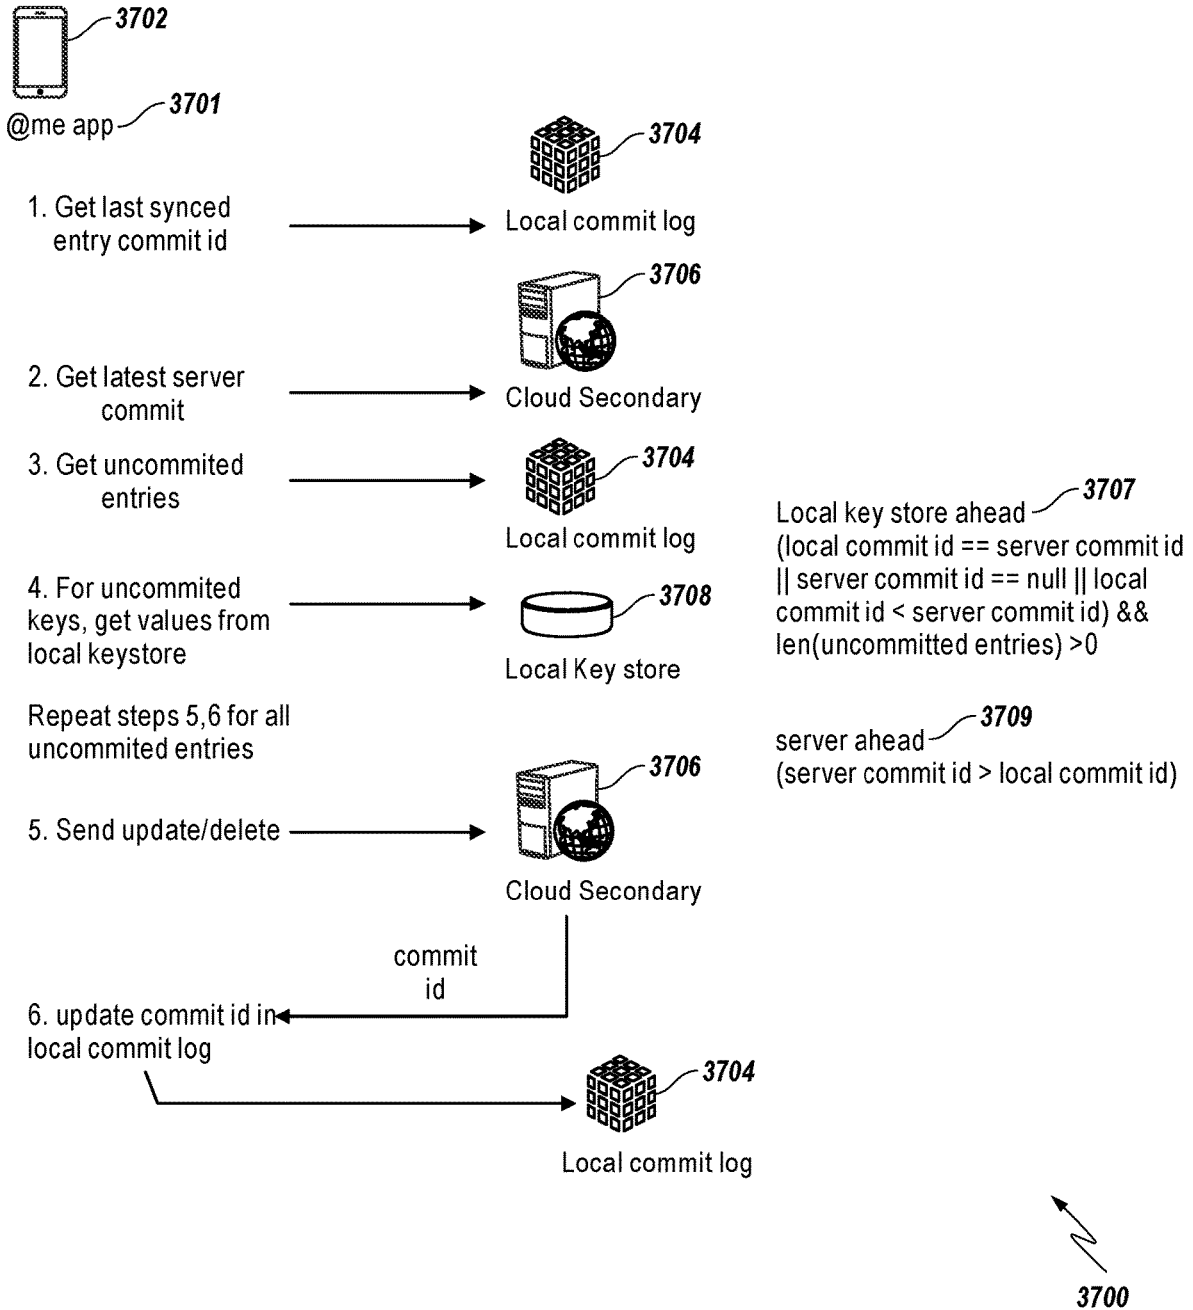 3702
@me app
3701
3704
Local commit log
1. Get last synced
entry commit id
3706
Cloud Secondary
2. Get latest server
commit
3704
Local commit log
3. Get uncommited
entries
3707
Local key store ahead
(local commit id == server commit id
|| server commit id == null || local
commit id < server commit id) &&
len(uncommitted entries) >0
4. For uncommited
keys, get values from
local keystore
3708
Local Key store
Repeat steps 5,6 for all
uncommited entries
3709
server ahead
(server commit id > local commit id)
3706
Cloud Secondary
5. Send update/delete
commit
id
6. update commit id in
local commit log
3704
Local commit log
3700